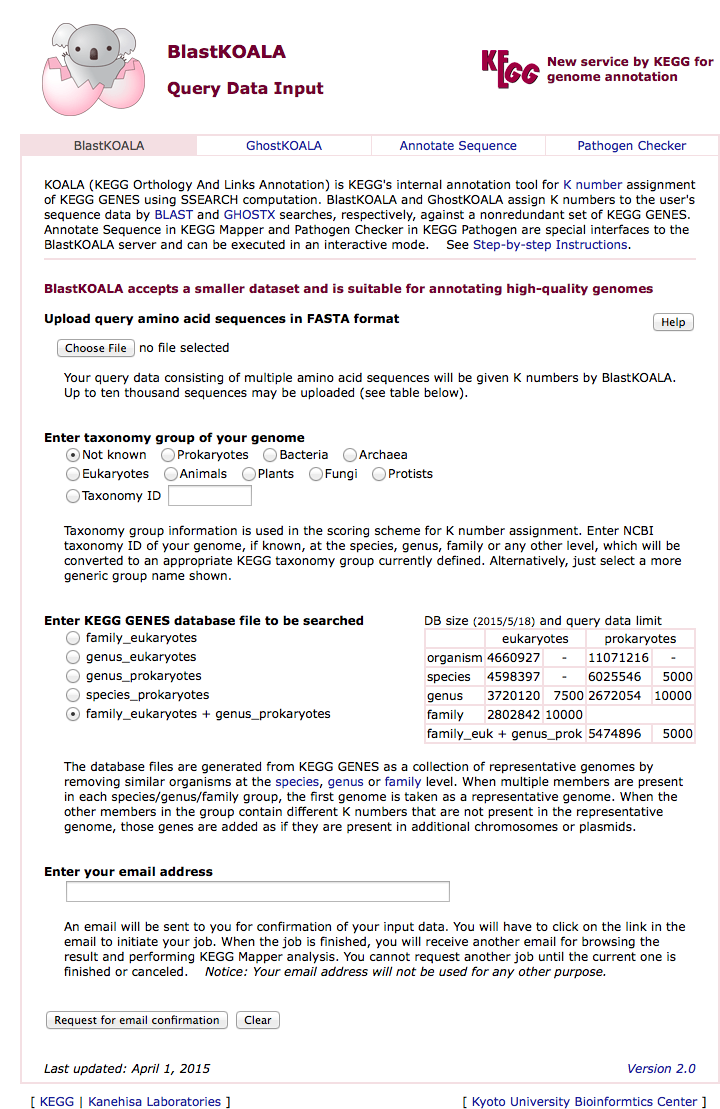 BlastKOALA
Query Data Input
KEGG
New service by KEGG for
genome annotation
BlastKOALA GhostKOALA Annotate Sequence Pathogen Checker
KOALA (KEGG Orthology And Links Annotation) is KEGG's internal annotation tool for K number assignment
of KEGG GENES using SSEARCH computation. BlastKOALA and GhostKOALA assign K numbers to the user's
sequence data by BLAST and GHOSTX searches, respectively, against a nonredundant set of KEGG GENES.
Annotate Sequence in KEGG Mapper and Pathogen Checker in KEGG Pathogen are special interfaces to the
BlastKOALA server and can be executed in an interactive mode. See Step-by-step Instructions.
BlastKOALA accepts a smaller dataset and is suitable for annotating high-quality genomes
Upload query amino acid sequences in FASTA format
Help
Choose File no file selected
Your query data consisting of multiple amino acid sequences will be given K numbers by BlastKOALA.
Up to ten thousand sequences may be uploaded (see table below).
Enter taxonomy group of your genome
Not known Prokaryotes Bacteria Archaea
Eukaryotes Animals Plants Fungi Protists
Taxonomy ID
Taxonomy group information is used in the scoring scheme for K number assignment. Enter NCBI
taxonomy ID of your genome, if known, at the species, genus, family or any other level, which will be
converted to an appropriate KEGG taxonomy group currently defined. Alternatively, just select a more
generic group name shown.
Enter KEGG GENES database file to be searched
family_eukaryotes
genus_eukaryotes
genus_prokaryotes
species_prokaryotes
family_eukaryotes + genus_prokaryotes
DB size (2015/5/18) and query data limit
eukaryotes prokaryotes
organism 4660927 - 11071216 -
species 4598397 - 6025546 5000
genus 3720120 7500 2672054 10000
family 2802842 10000
family_euk + genus_prok 5474896 5000
The database files are generated from KEGG GENES as a collection of representative genomes by
removing similar organisms at the species, genus or family level. When multiple members are present
in each species/genus/family group, the first genome is taken as a representative genome. When the
other members in the group contain different K numbers that are not present in the representative
genome, those genes are added as if they are present in additional chromosomes or plasmids.
Enter your email address
An email will be sent to you for confirmation of your input data. You will have to click on the link in the
email to initiate your job. When the job is finished, you will receive another email for browsing the
result and performing KEGG Mapper analysis. You cannot request another job until the current one is
finished or canceled. Notice: Your email address will not be used for any other purpose.
Request for email confirmation Clear
Last updated: April 1, 2015 Version 2.0
[ KEGG | Kanehisa Laboratories ] [ Kyoto University Bioinformtics Center ]